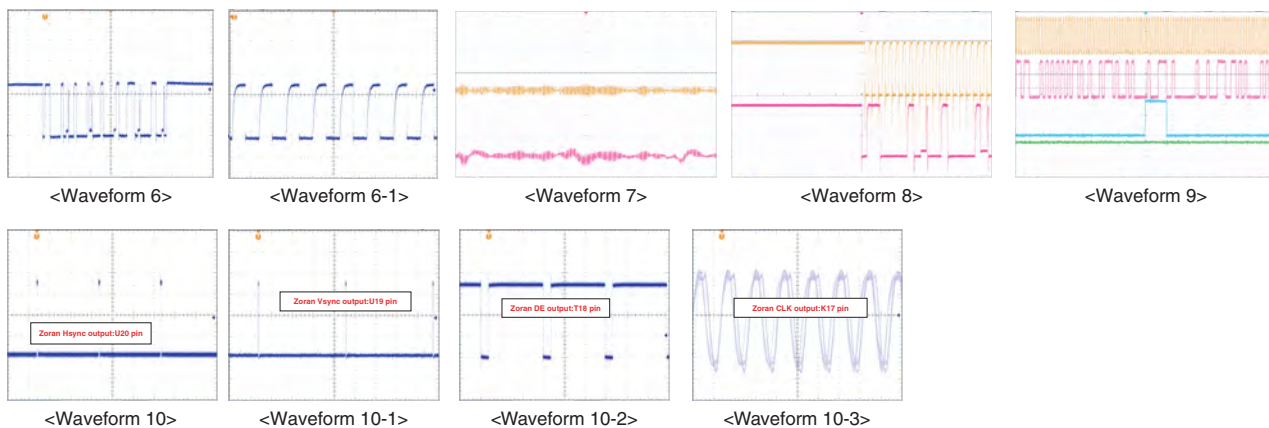 <Waveform 6>
<Waveform 6-1>
<Waveform 7>
<Waveform 8>
<Waveform 9>
Zoran Hsync output:U20 pin
Zoran Vsync output:U19 pin
Zoran DE output:T18 pin
Zoran CLK output:K17 pin
<Waveform 10>
<Waveform 10-1>
<Waveform 10-2>
<Waveform 10-3>